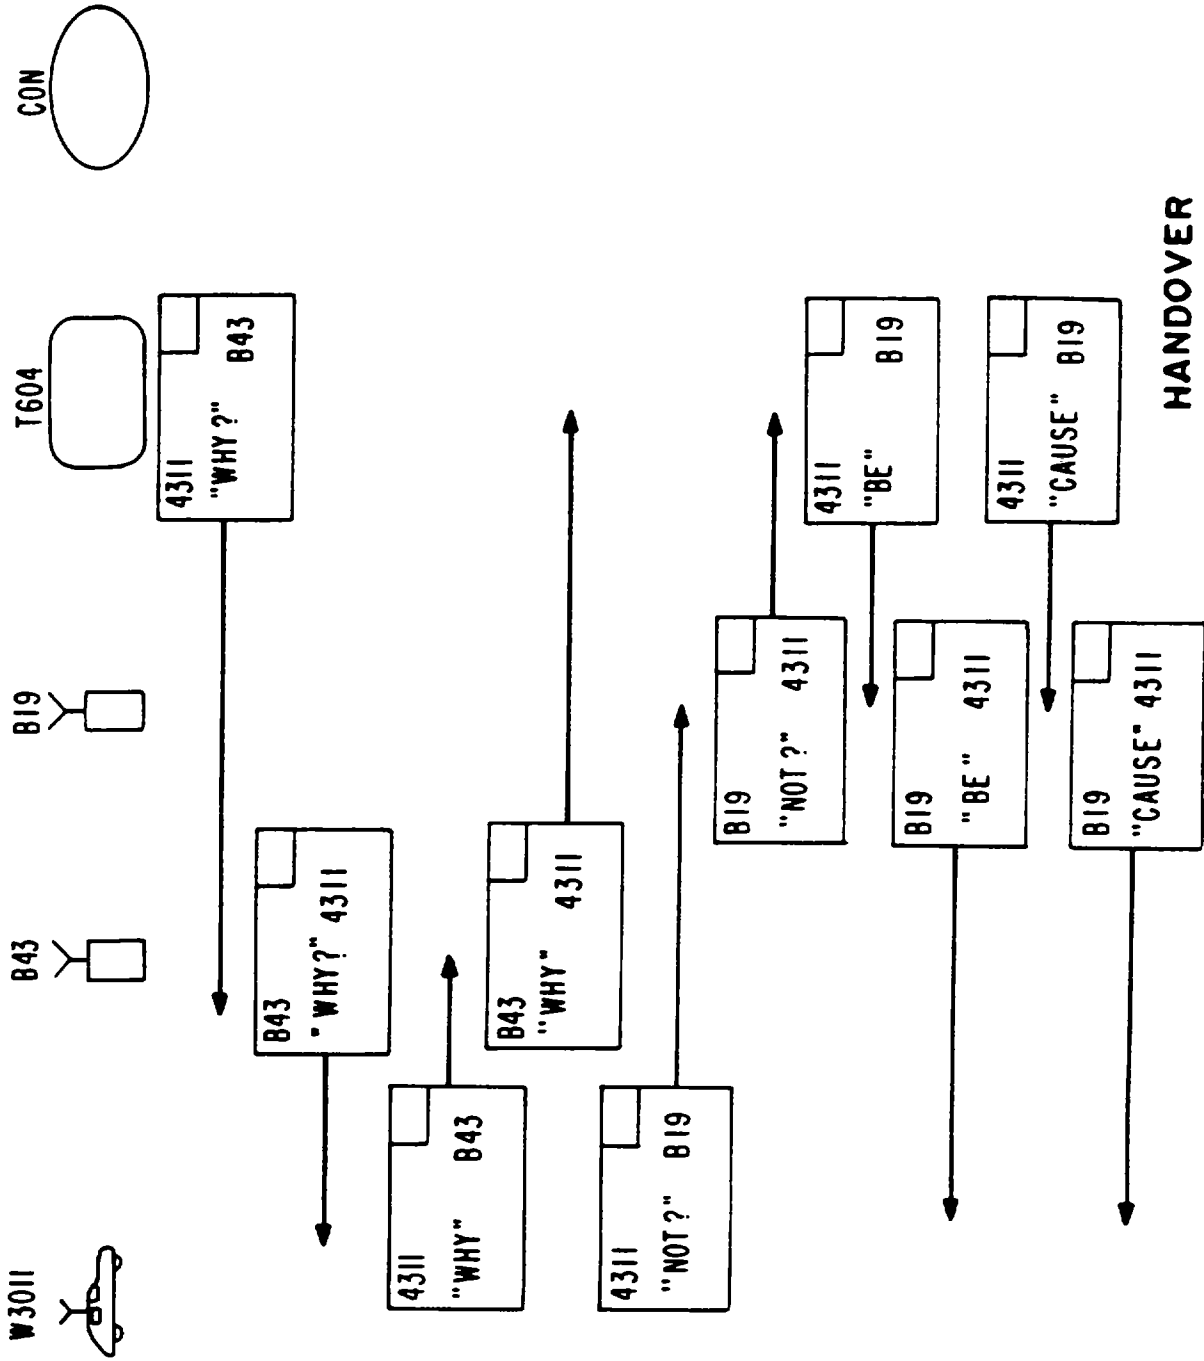 W3011
B43
B19
T604
CON
4311
"WHY?"
B43
B43
"WHY?" 4311
4311
"WHY"
B43
B43
"WHY"
4311
4311
"NOT?"
B19
B19
"NOT?"
4311
4311
"BE"
B19
B19
"BE"
4311
4311
"CAUSE"
B19
B19
"CAUSE" 4311
HANDOVER